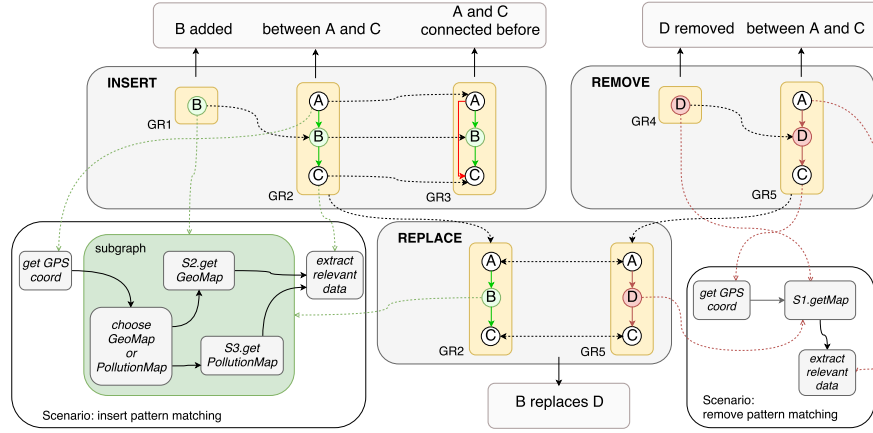 B added
between A and C
A and C
connected before
D removed
between A and C
INSERT
B
GR1
A
B
C
GR2
A
B
C
GR3
REMOVE
D
GR4
A
D
C
GR5
subgraph
get GPS
coord
S2.get
GeoMap
extract
relevant
data
choose
GeoMap
or
PollutionMap
S3.get
PollutionMap
Scenario: insert pattern matching
REPLACE
A
B
C
GR2
A
D
C
GR5
B replaces D
get GPS
coord
S1.getMap
extract
relevant
data
Scenario:
remove pattern matching